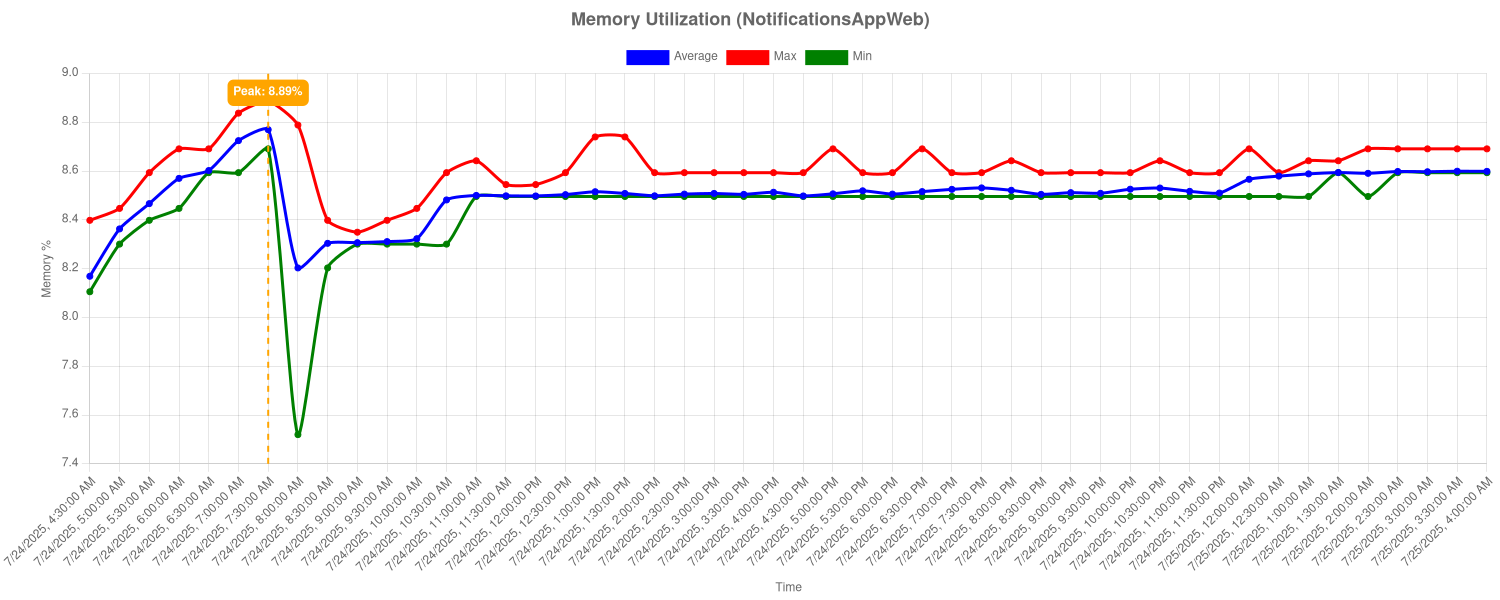 Memory Utilization (NotificationsAppWeb)
Average Max Min
Peak: 8.89%
9.0
8.8
8.6
8.4
8.2
8.0
7.8
7.6
7.4
Memory %
7/24/2025, 4:30:00 AM
7/24/2025, 5:00:00 AM
7/24/2025, 5:30:00 AM
7/24/2025, 6:00:00 AM
7/24/2025, 6:30:00 AM
7/24/2025, 7:00:00 AM
7/24/2025, 7:30:00 AM
7/24/2025, 8:00:00 AM
7/24/2025, 8:30:00 AM
7/24/2025, 9:00:00 AM
7/24/2025, 9:30:00 AM
7/24/2025, 10:00:00 AM
7/24/2025, 10:30:00 AM
7/24/2025, 11:00:00 AM
7/24/2025, 11:30:00 AM
7/24/2025, 12:00:00 PM
7/24/2025, 12:30:00 PM
7/24/2025, 1:00:00 PM
7/24/2025, 1:30:00 PM
7/24/2025, 2:00:00 PM
7/24/2025, 2:30:00 PM
7/24/2025, 3:00:00 PM
7/24/2025, 3:30:00 PM
7/24/2025, 4:00:00 PM
7/24/2025, 4:30:00 PM
7/24/2025, 5:00:00 PM
7/24/2025, 5:30:00 PM
7/24/2025, 6:00:00 PM
7/24/2025, 6:30:00 PM
7/24/2025, 7:00:00 PM
7/24/2025, 7:30:00 PM
7/24/2025, 8:00:00 PM
7/24/2025, 8:30:00 PM
7/24/2025, 9:00:00 PM
7/24/2025, 9:30:00 PM
7/24/2025, 10:00:00 PM
7/24/2025, 10:30:00 PM
7/24/2025, 11:00:00 PM
7/24/2025, 11:30:00 PM
7/25/2025, 12:00:00 AM
7/25/2025, 12:30:00 AM
7/25/2025, 1:00:00 AM
7/25/2025, 1:30:00 AM
7/25/2025, 2:00:00 AM
7/25/2025, 2:30:00 AM
7/25/2025, 3:00:00 AM
7/25/2025, 3:30:00 AM
7/25/2025, 4:00:00 AM
Time